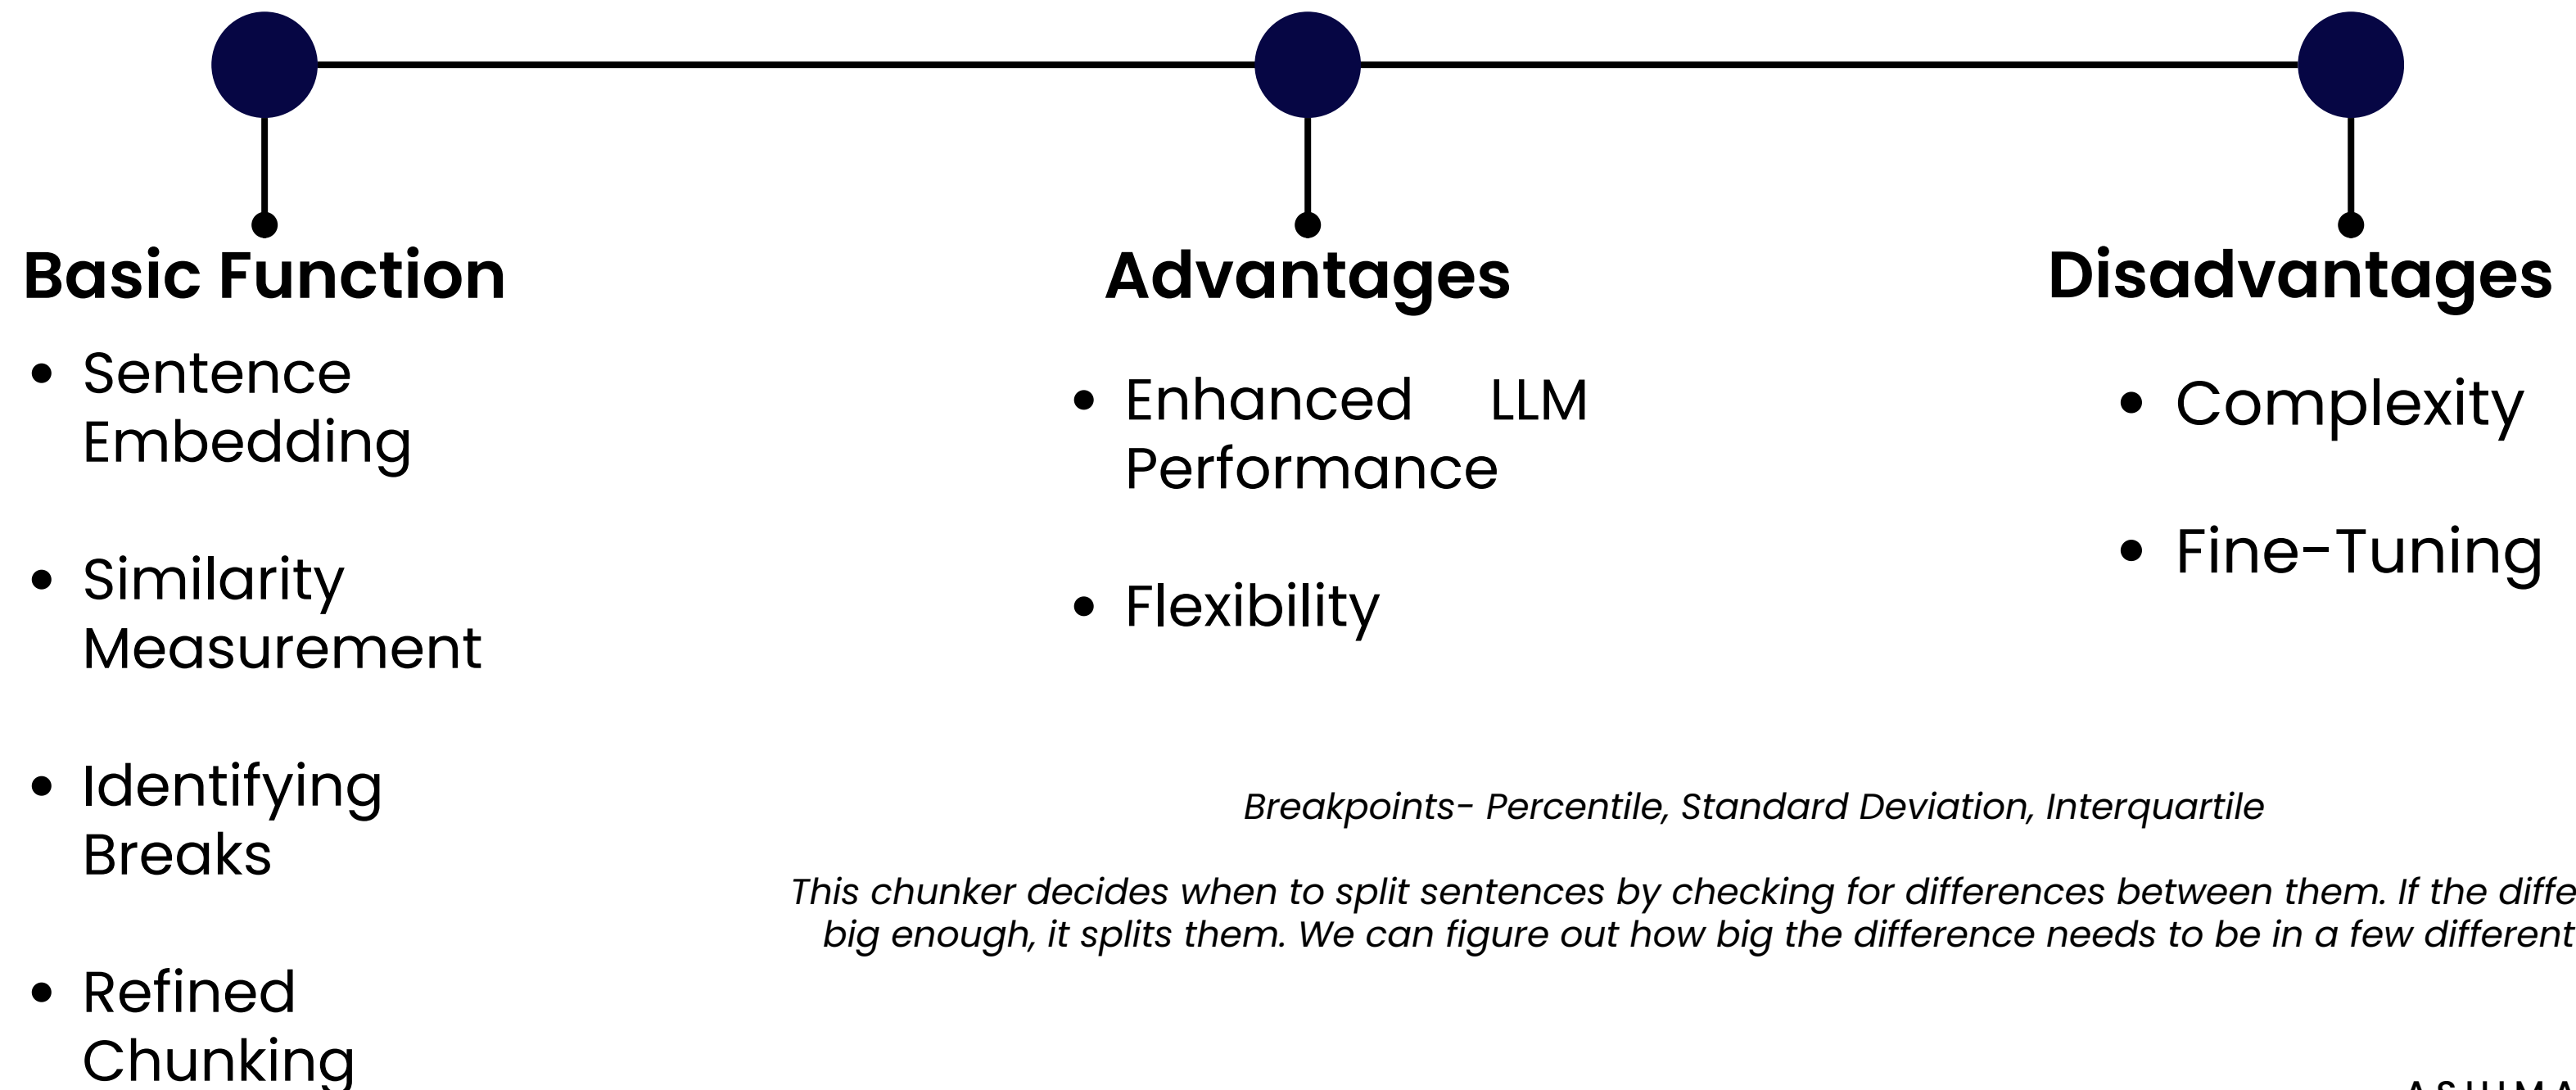 Basic Function
Sentence
Embedding
Similarity
Measurement
Identifying
Breaks
Refined
Chunking
Advantages
Enhanced LLM
Performance
Flexibility
Disadvantages
Complexity
Fine-Tuning
Breakpoints- Percentile, Standard Deviation, Interquartile
This chunker decides when to split sentences by checking for differences between them. If the
big enough, it splits them. We can figure out how big the difference needs to be in a few different